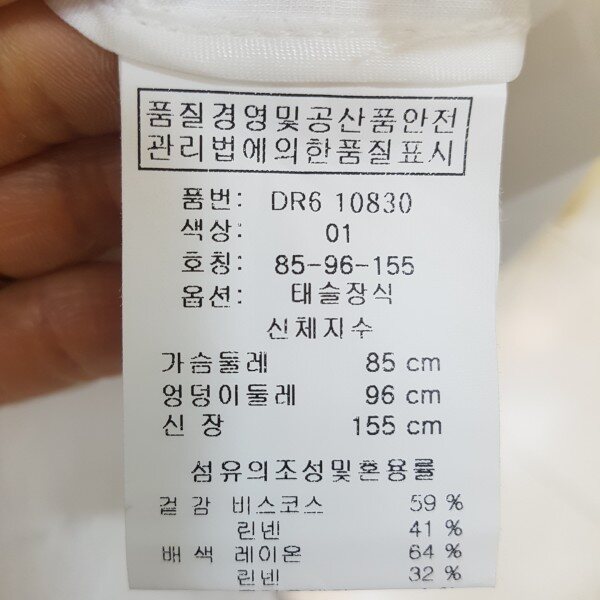 품질경영및공산품안전
관리법에의한품질표시
품번: DR6 10830
색상: 01
호칭: 85-96-155
옵션: 태슬장식
신체지수
가슴둘레 85 cm
엉덩이둘레 96 cm
신 장 155 cm
섬유의조성및혼용률
겉 감 비스코스 59 %
린넨 41 %
배 색 레이온 64 %
린넨 32 %